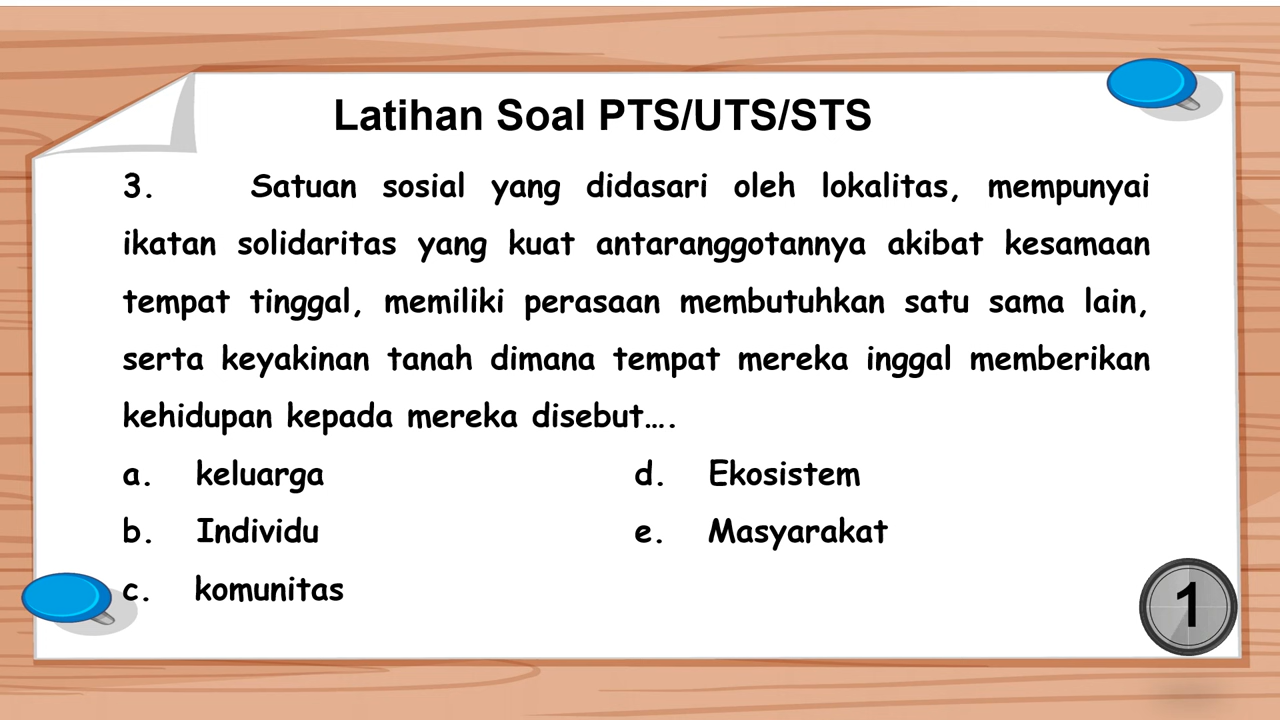 Latihan Soal PTS/UTS/STS
3. Satuan sosial yang didasari oleh lokalitas, mempunyai
ikatan solidaritas yang kuat antaranggotannya akibat kesamaan
tempat tinggal, memiliki perasaan membutuhkan satu sama lain,
serta keyakinan tanah dimana tempat mereka inggal memberikan
kehidupan kepada mereka disebut....
a. keluarga
b. Individu
c. komunitas
d. Ekosistem
e. Masyarakat
1